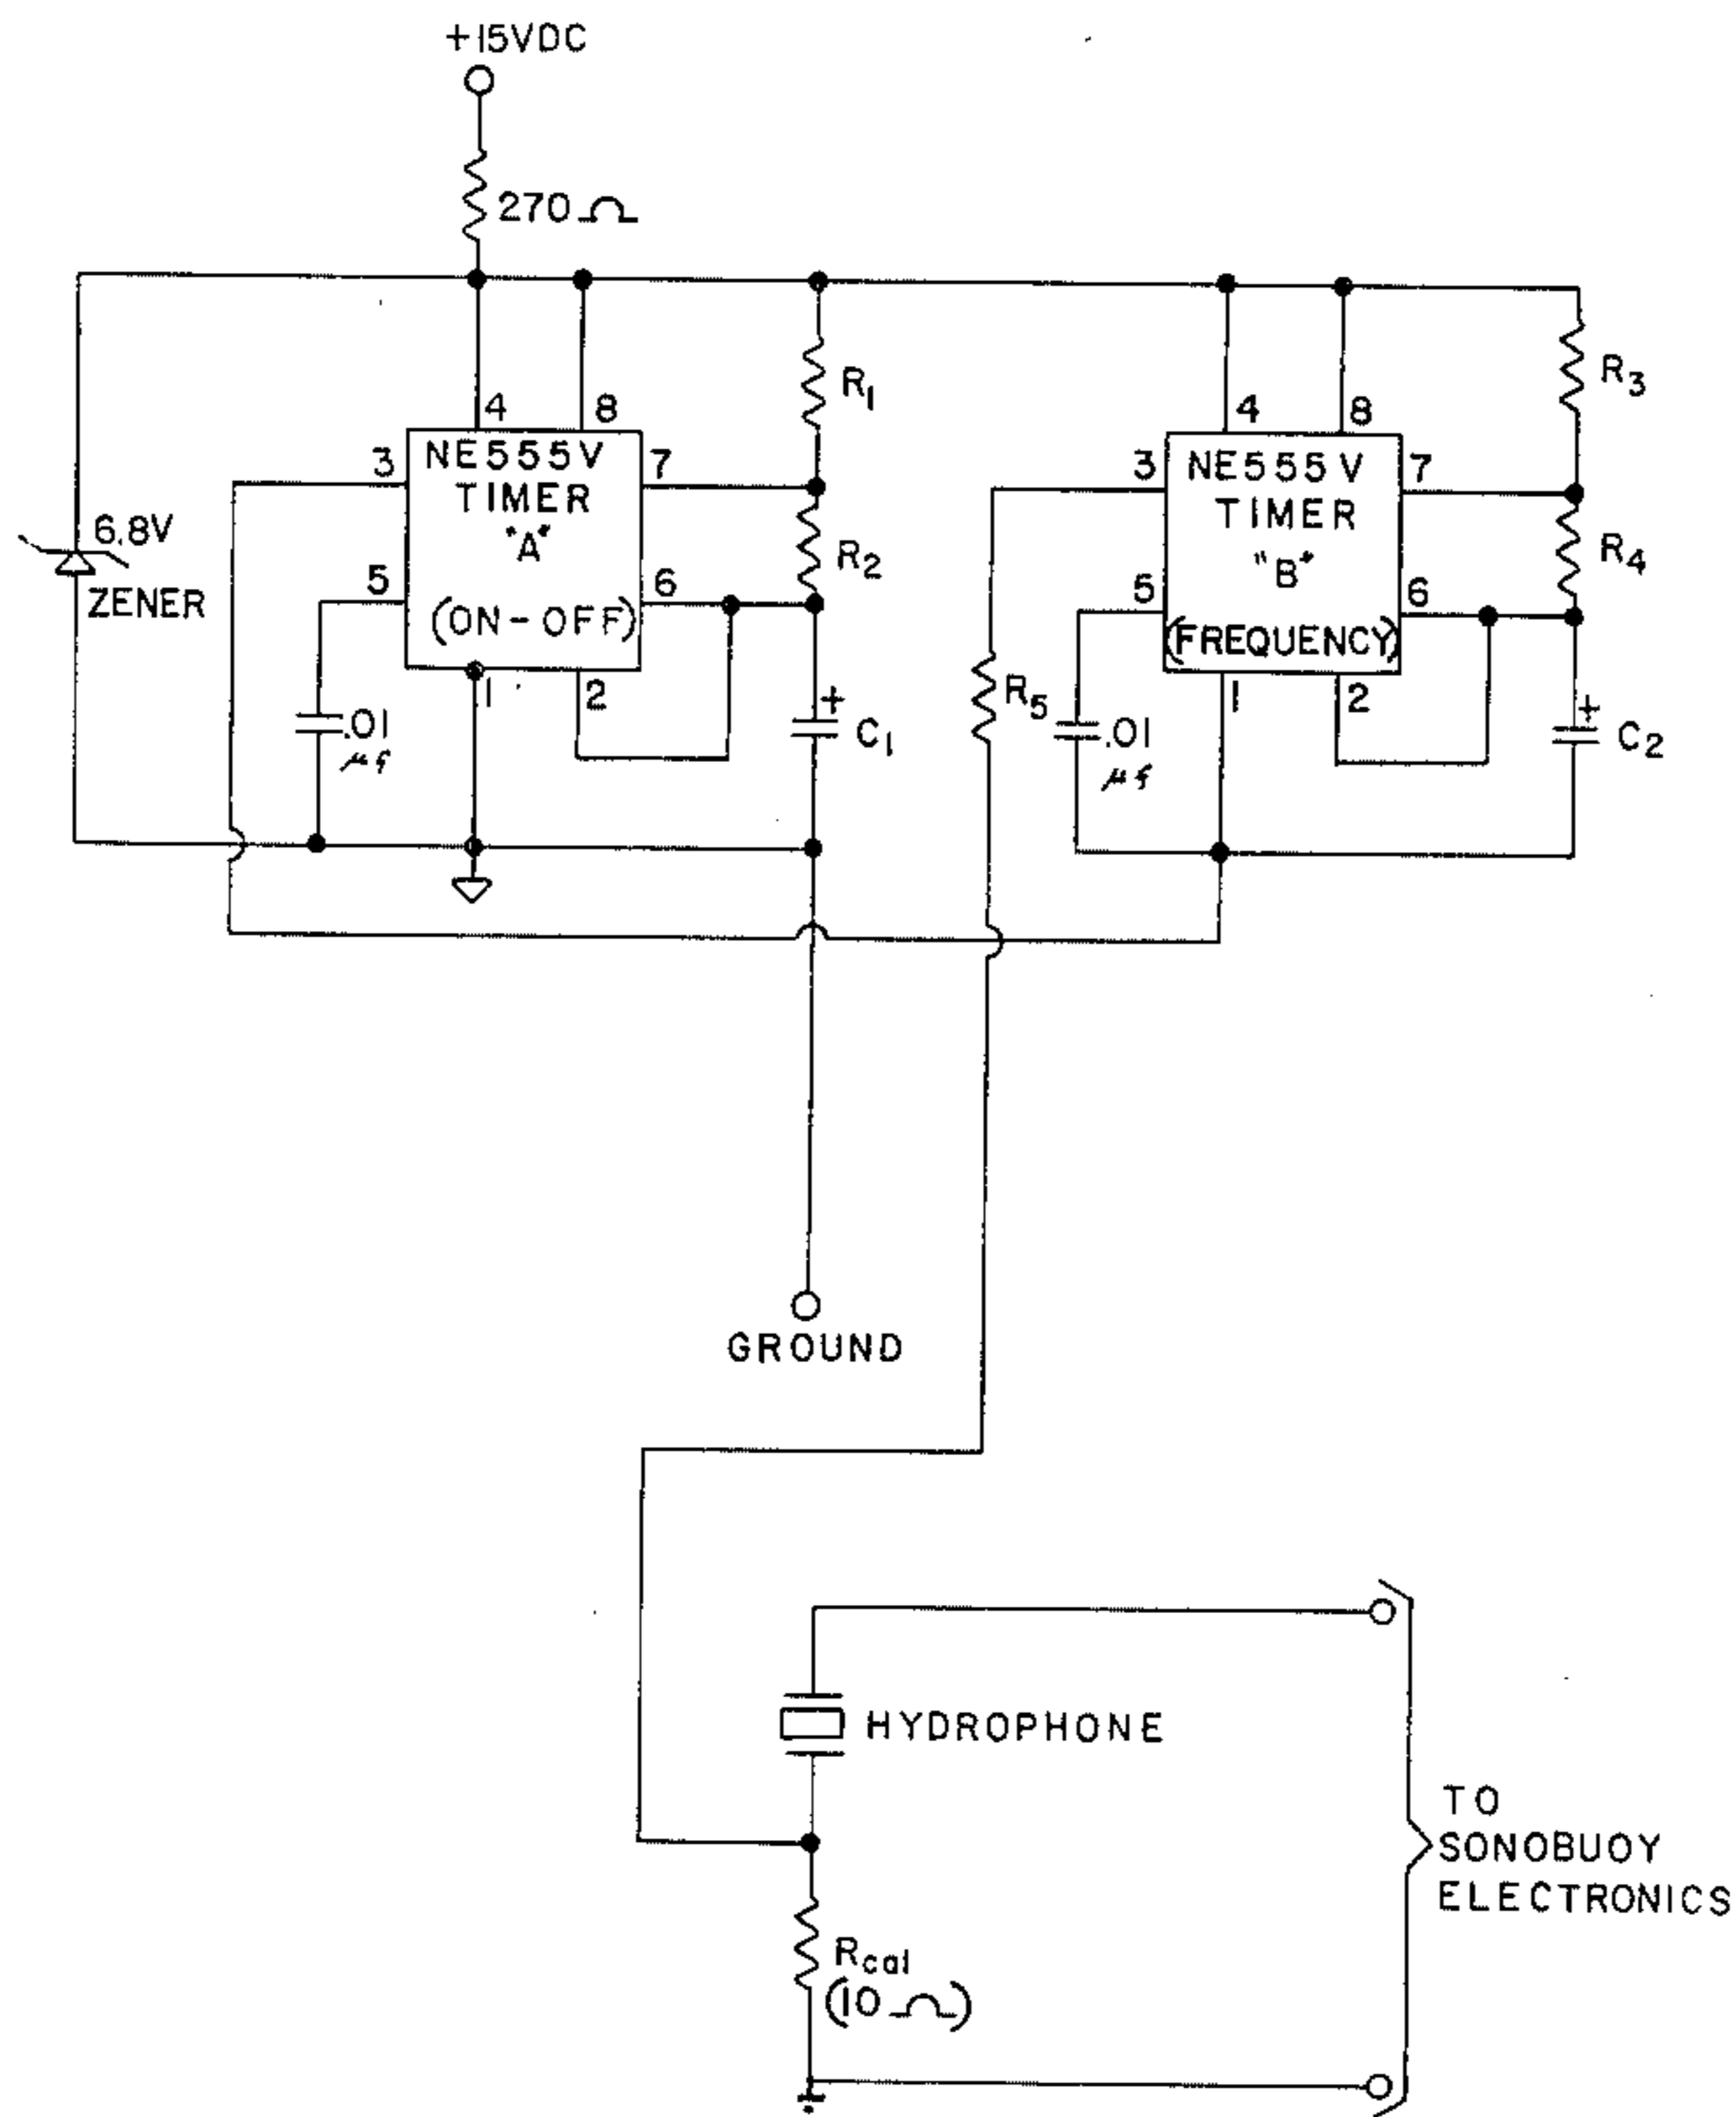 +15VDC
270 Ω
R1
R3
4
8
4
8
3
NE555V
7
3
NE555V
7
TIMER
TIMER
6.8V
"A"
R2
"B"
R4
ZENER
5
6
5
6
(ON-OFF)
(FREQUENCY)
1
2
R5
1
2
.01
+
C1
.01
+
C2
μf
μf
GROUND
HYDROPHONE
TO
SONOBUOY
ELECTRONICS
Rcal
(10 Ω)